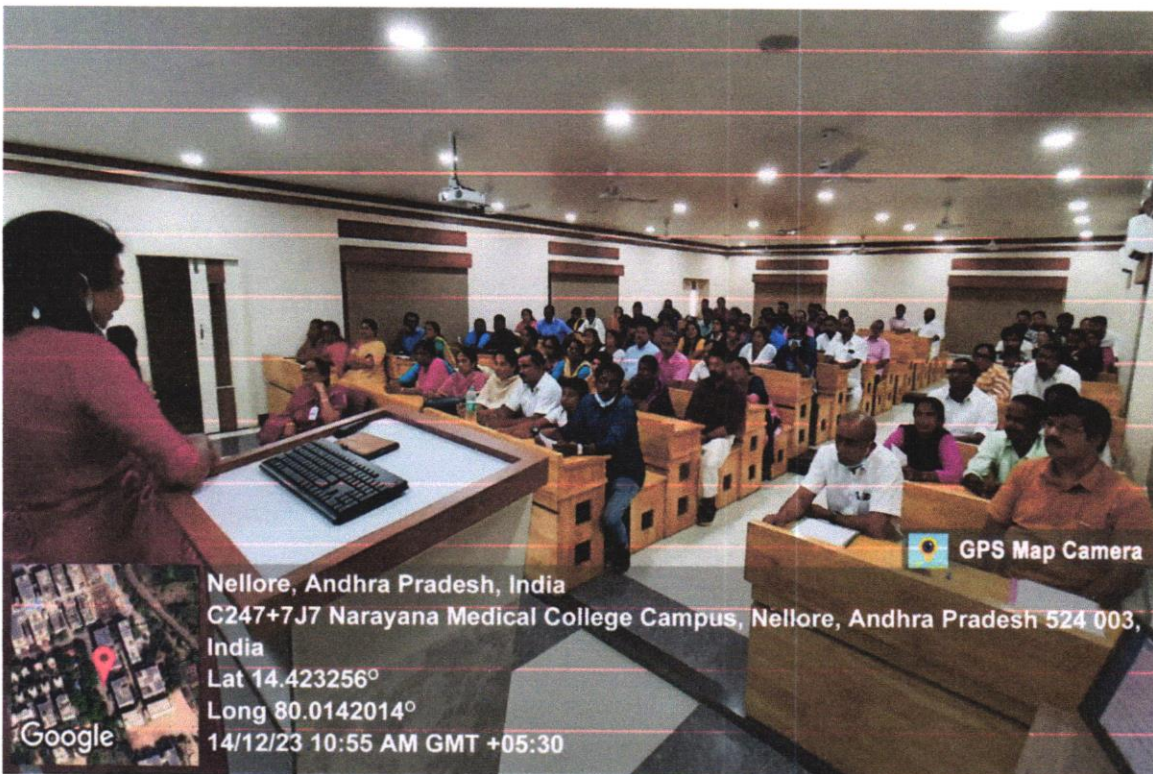 GPS Map Camera
Nellore, Andhra Pradesh, India
C247+7J7 Narayana Medical College Campus, Nellore, Andhra Pradesh 524 003,
India
Lat 14.423256°
Long 80.0142014°
14/12/23 10:55 AM GMT +05:30
Google